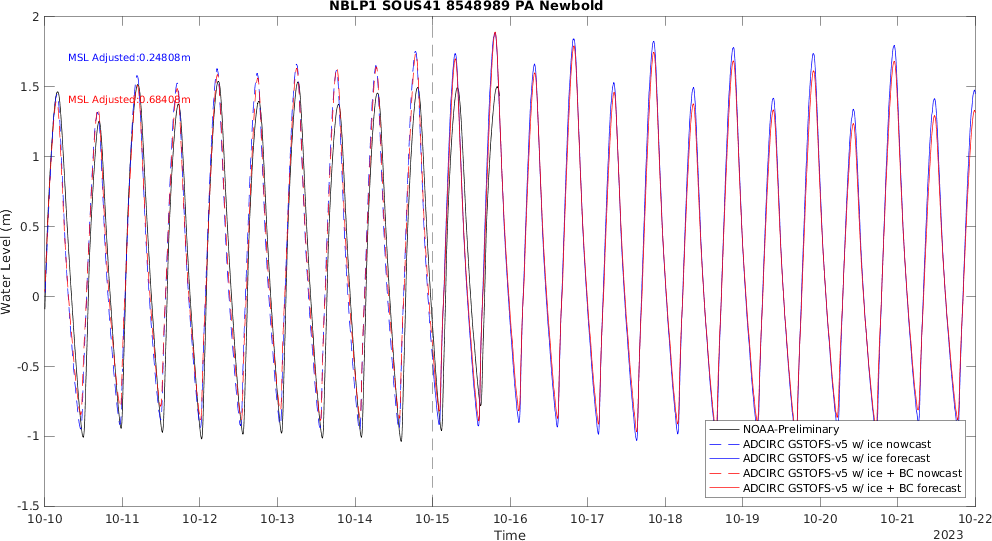 NBLP1 SOUS41 8548989 PA Newbold
2
1.5
1
0.5
0
-0.5
-1
-1.5
Water Level (m)
MSL Adjusted:0.24808m
MSL Adjusted:0.68408m
NOAA-Preliminary
ADCIRC GSTOFS-v5 w/ ice nowcast
ADCIRC GSTOFS-v5 w/ ice forecast
ADCIRC GSTOFS-v5 w/ ice + BC nowcast
ADCIRC GSTOFS-v5 w/ ice + BC forecast
10-10 10-11 10-12 10-13 10-14 10-15 10-16 10-17 10-18 10-19 10-20 10-21 10-22
Time
2023